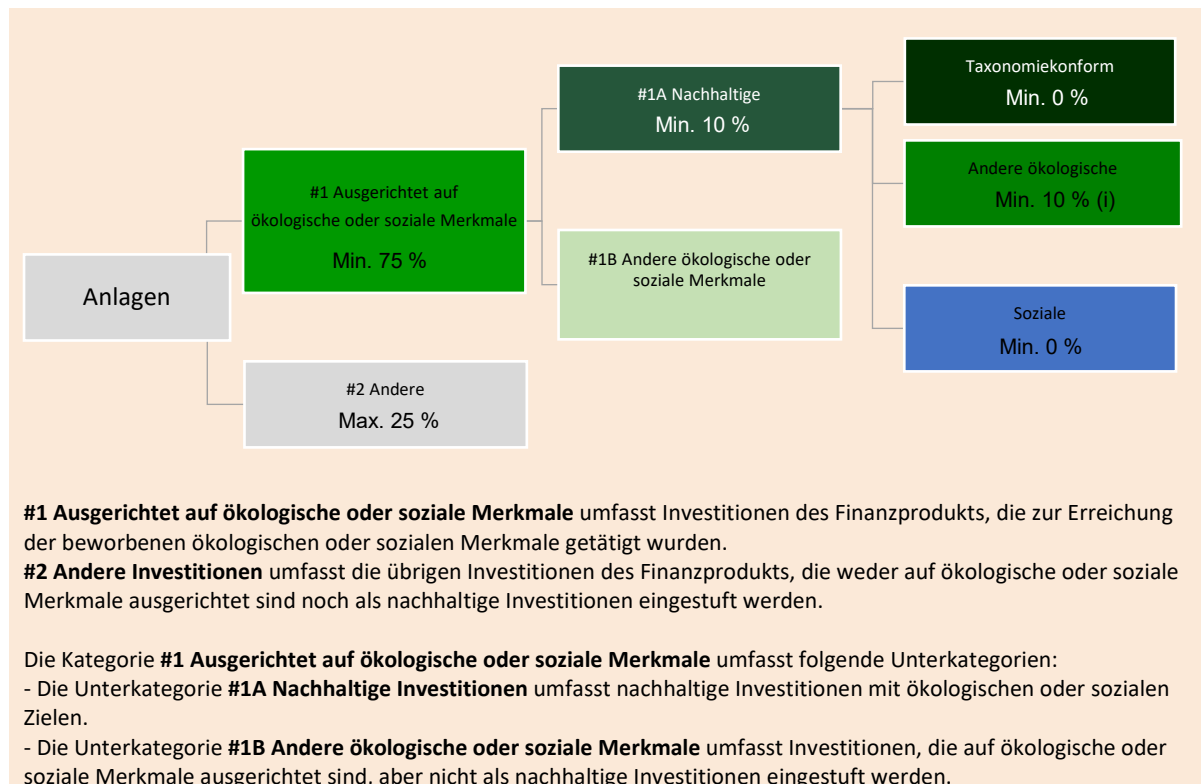 Anlagen
#1 Ausgerichtet auf
ökologische oder soziale Merkmale
Min. 75 %
#2 Andere
Max. 25 %
#1A Nachhaltige
Min. 10 %
#1B Andere ökologische oder
soziale Merkmale
Taxonomiekonform
Min. 0 %
Andere ökologische
Min. 10 % (i)
Soziale
Min. 0 %
#1 Ausgerichtet auf ökologische oder soziale Merkmale umfasst Investitionen des Finanzprodukts, die zur Erreichung
der beworbenen ökologischen oder sozialen Merkmale getätigt wurden.
#2 Andere Investitionen umfasst die übrigen Investitionen des Finanzprodukts, die weder auf ökologische oder soziale
Merkmale ausgerichtet sind noch als nachhaltige Investitionen eingestuft werden.
Die Kategorie #1 Ausgerichtet auf ökologische oder soziale Merkmale umfasst folgende Unterkategorien:
- Die Unterkategorie #1A Nachhaltige Investitionen umfasst nachhaltige Investitionen mit ökologischen oder sozialen
Zielen.
- Die Unterkategorie #1B Andere ökologische oder soziale Merkmale umfasst Investitionen, die auf ökologische oder
soziale Merkmale ausgerichtet sind, aber nicht als nachhaltige Investitionen eingestuft werden.